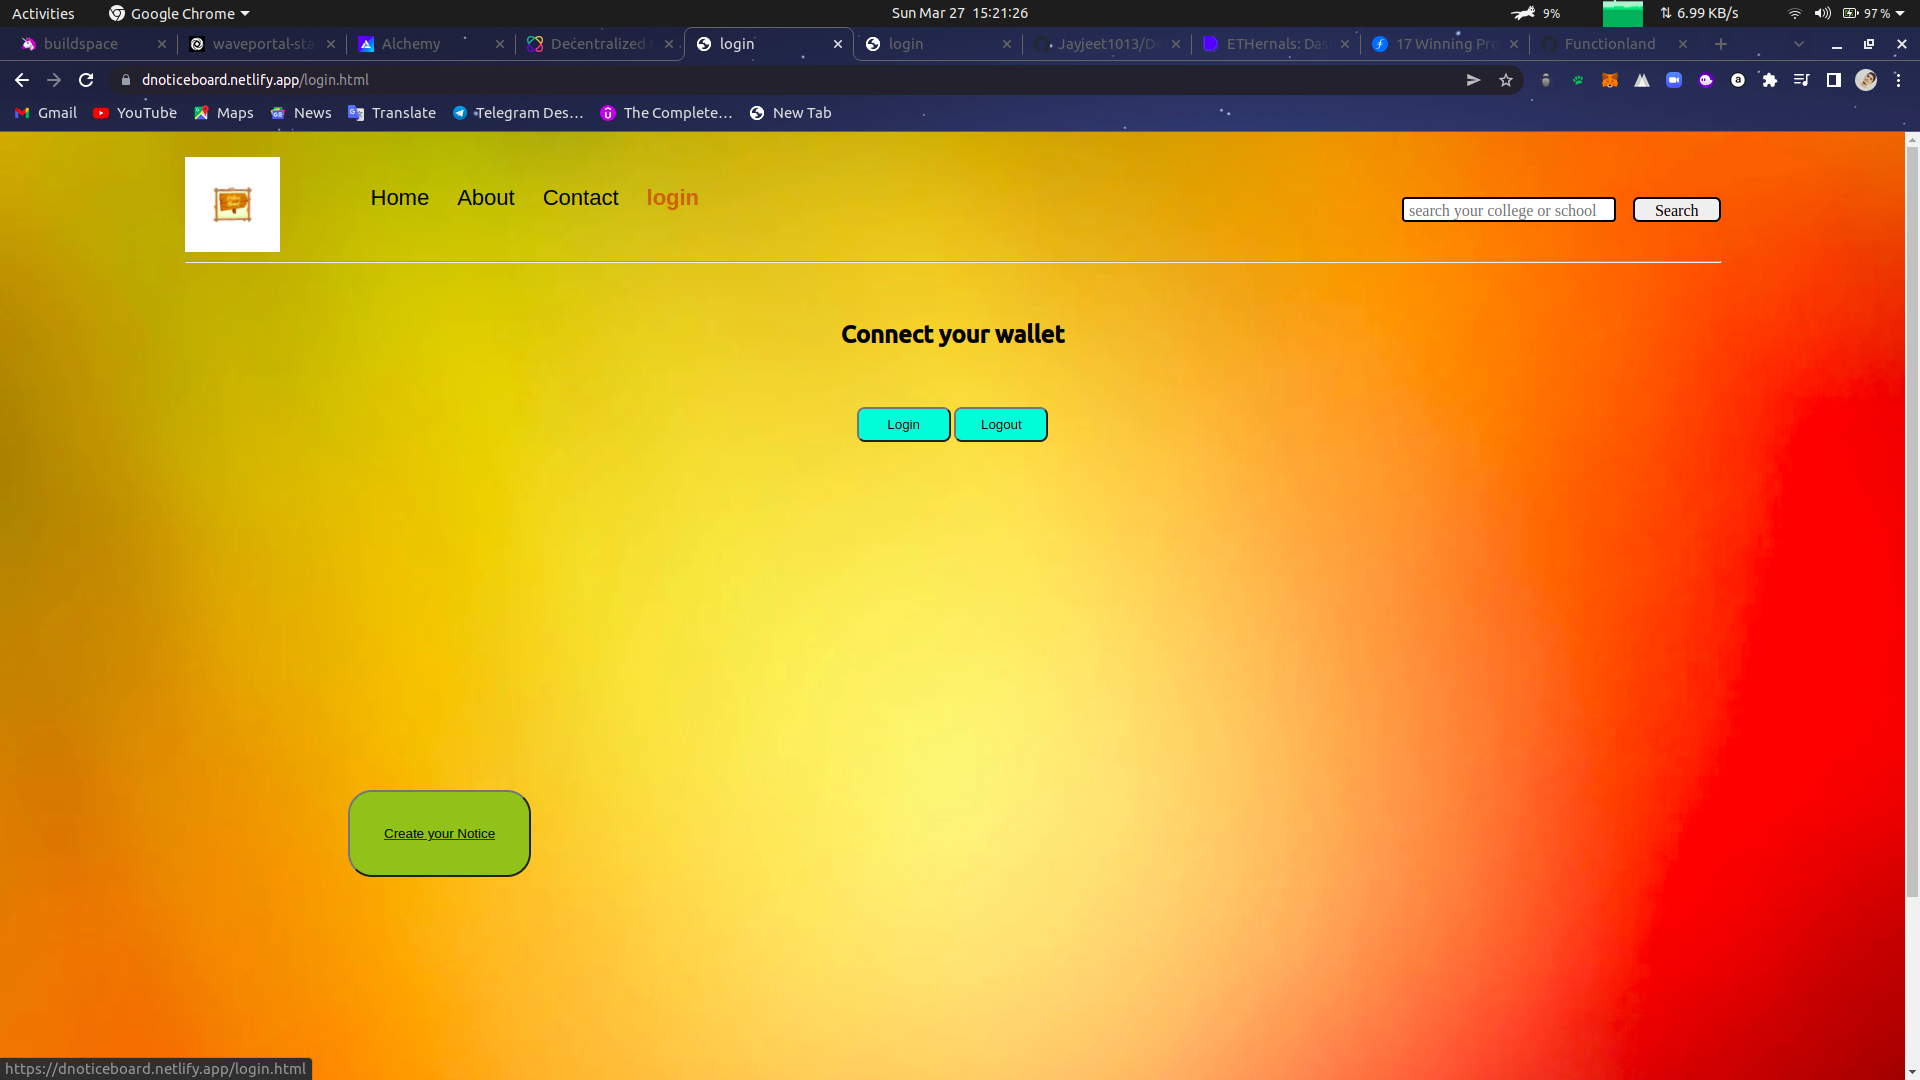 Activities Google Chrome Sun Mar 27 15:21:26 9% 6.99 KB/s 97 %
buildspace waveportal-sta Alchemy Decentralized login login Jayjeet1013/De ETHernals: Das 17 Winning Pro Functionland
dnoticeboard.netlify.app/login.html
Gmail YouTube Maps News Translate Telegram Des... The Complete... New Tab
Home About Contact login search your college or school Search
Connect your wallet
Login Logout
Create your Notice
https://dnoticeboard.netlify.app/login.html